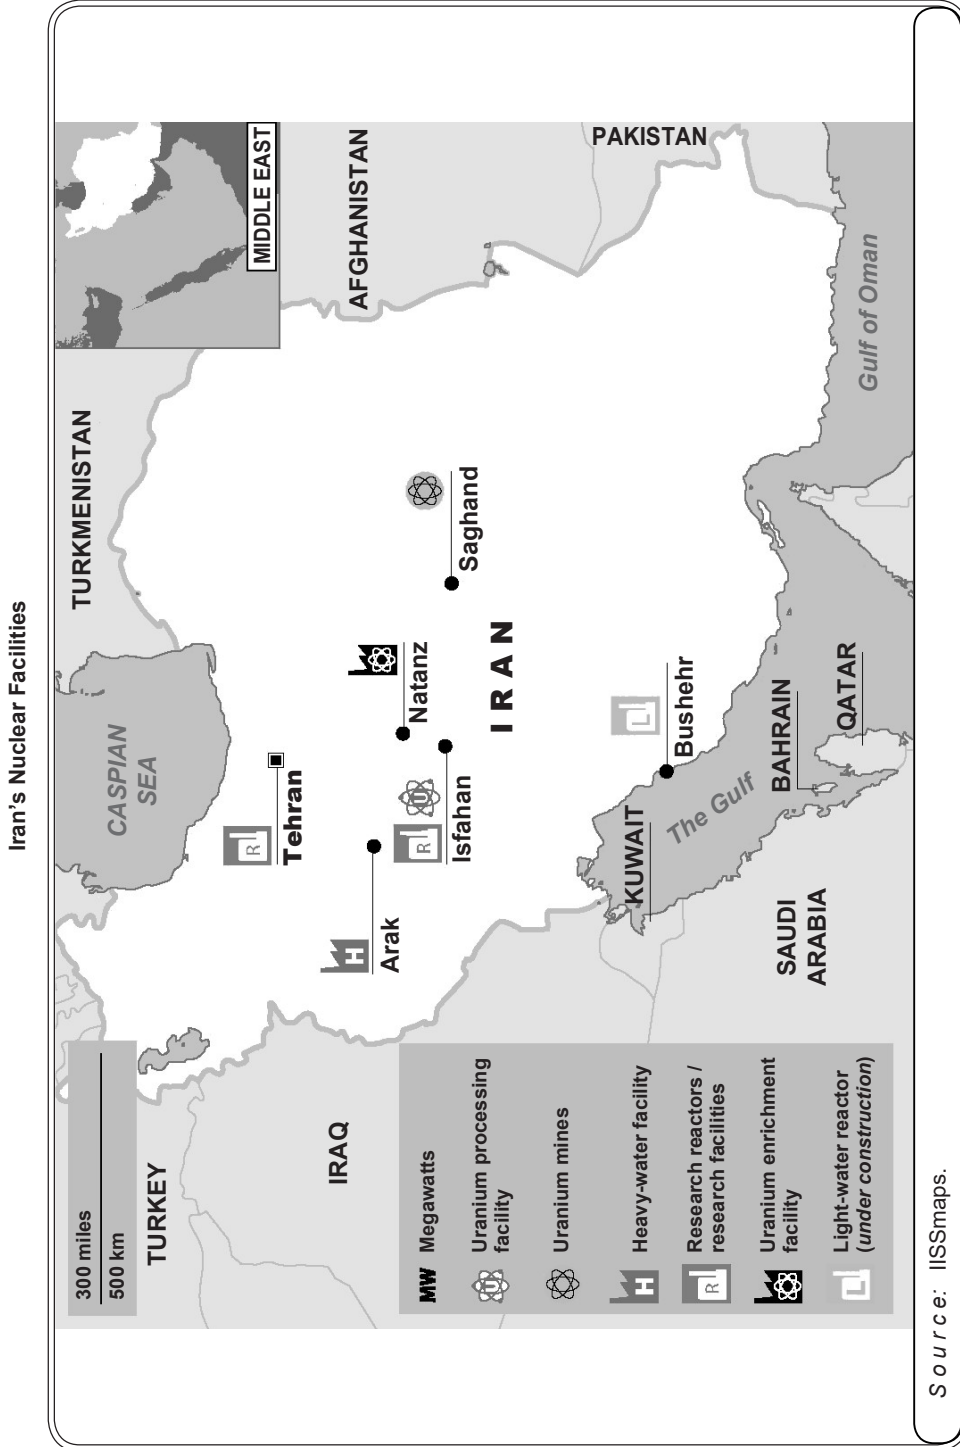 Iran's Nuclear Facilities
300 miles
500 km
TURKEY
CASPIAN
SEA
TURKMENISTAN
MIDDLE EAST
R
Tehran
AFGHANISTAN
IRAQ
H
Arak
Natanz
R
U
Isfahan
Saghand
IRAN
PAKISTAN
KUWAIT
The Gulf
L
Bushehr
SAUDI
ARABIA
BAHRAIN
QATAR
Gulf of Oman
MW Megawatts
U Uranium processing
facility
Uranium mines
H Heavy-water facility
R Research reactors /
research facilities
Uranium enrichment
facility
L Light-water reactor
(under construction)
Source: IISSmaps.